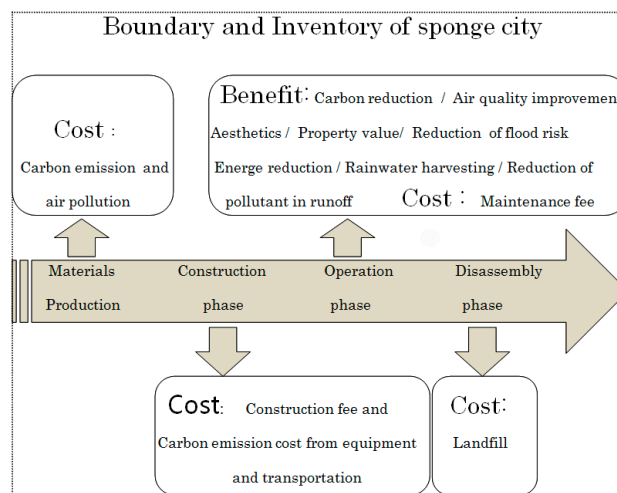 Boundary and Inventory of sponge city
Cost :
Carbon emission and
air pollution
Benefit: Carbon reduction / Air quality improvemen
Aesthetics / Property value/ Reduction of flood risk
Energe reduction / Rainwater harvesting / Reduction of
pollutant in runoff Cost : Maintenance fee
Materials
Production
Construction
phase
Operation
phase
Disassembly
phase
Cost: Construction fee and
Carbon emission cost from equipment
and transportation
Cost:
Landfill